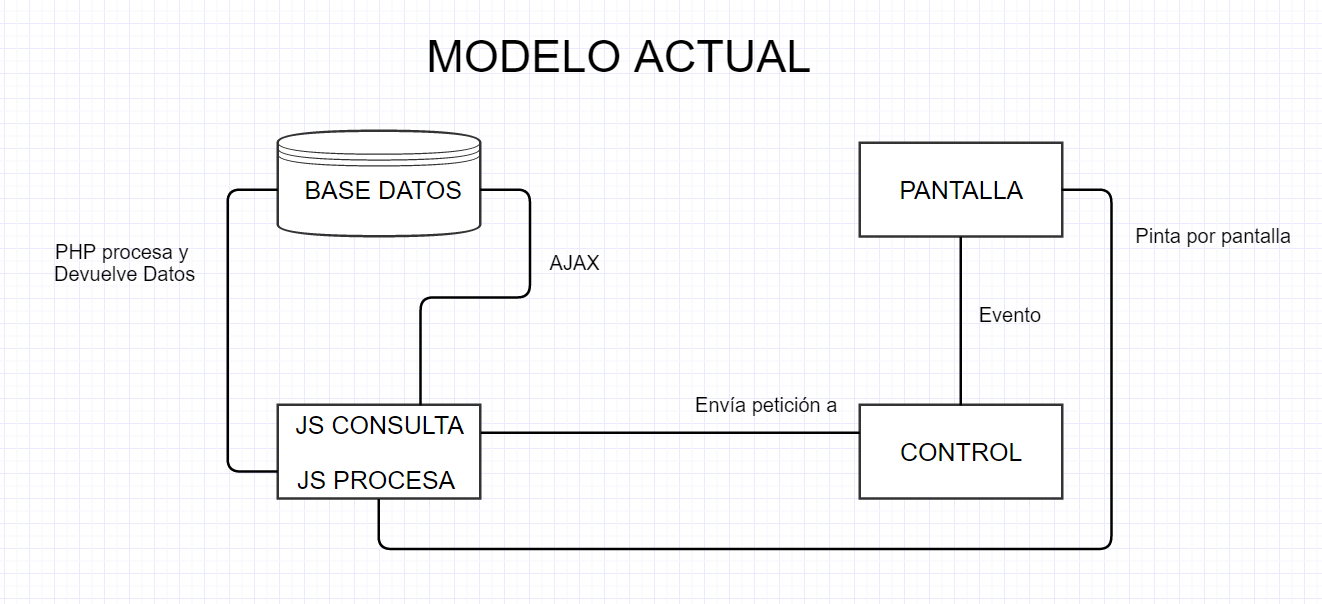 MODELO ACTUAL
BASE DATOS
PANTALLA
PHP procesa y
Devuelve Datos
AJAX
Pinta por pantalla
Evento
Envía petición a
JS CONSULTA
JS PROCESA
CONTROL